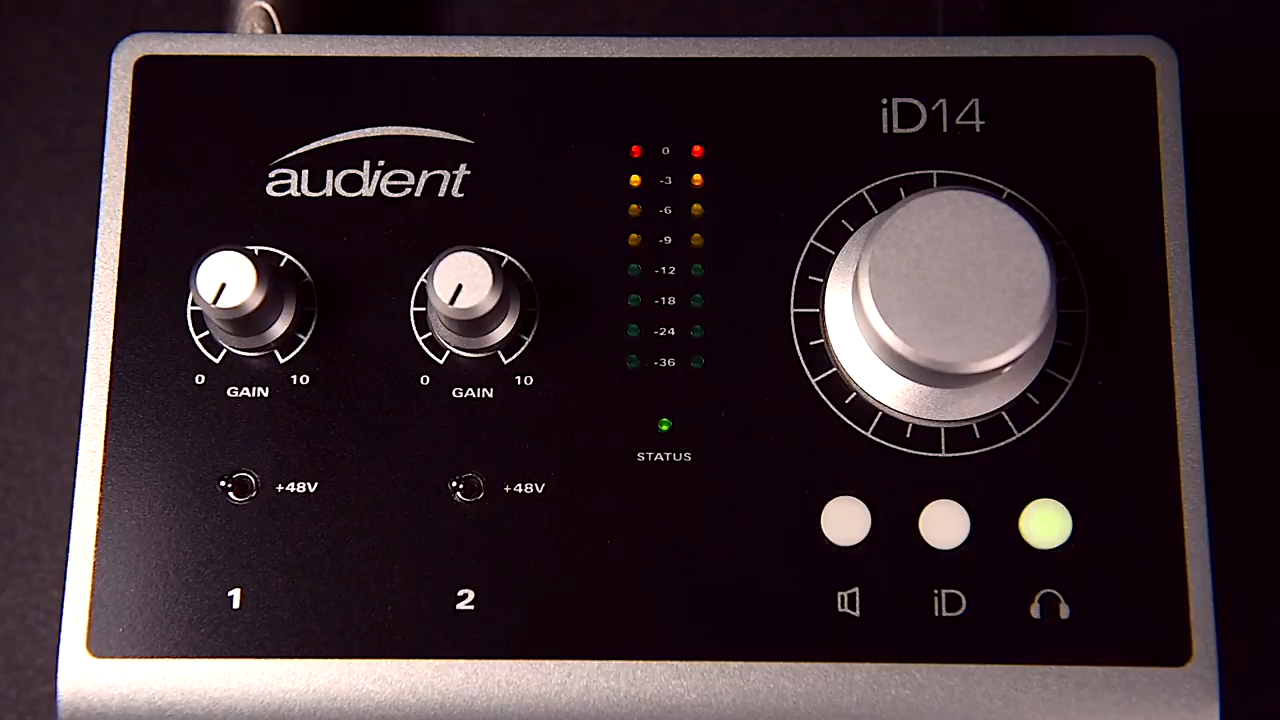 audient
iD14
0
-3
-6
-9
-12
-18
-24
-36
STATUS
0 10
GAIN
0 10
GAIN
+48V
+48V
1
2
iD